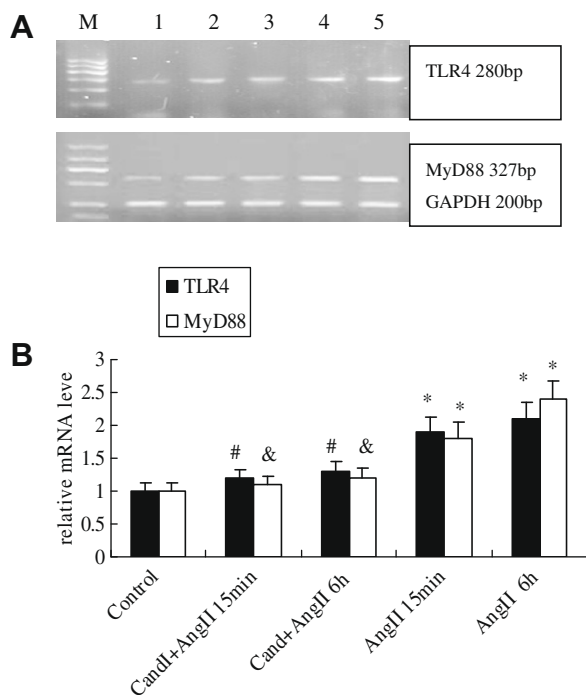 A
M 1 2 3 4 5
TLR4 280bp
MyD88 327bp
GAPDH 200bp
TLR4
MyD88
B
relative mRNA leve
3
2.5
2
1.5
1
0.5
0
# & # & * * * *
Control
CandI+AngII 15min
Cand+AngII 6h
AngII 15min
AngII 6h